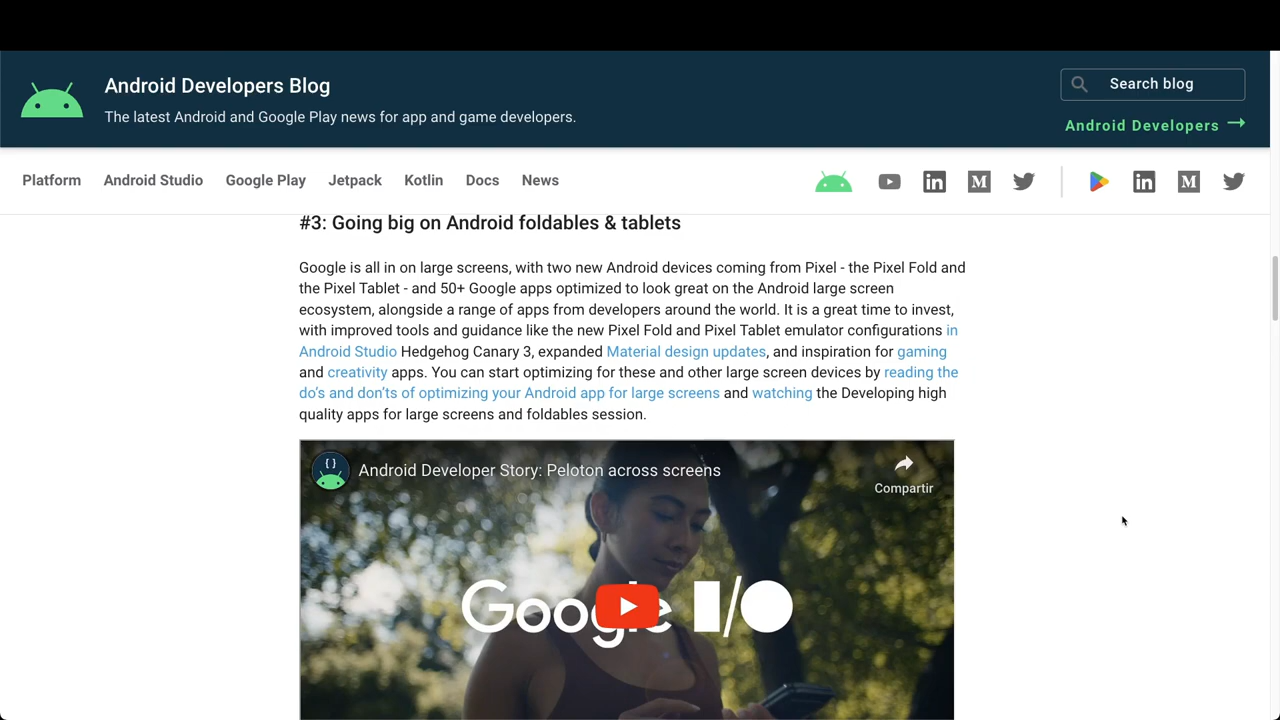 Android Developers Blog
The latest Android and Google Play news for app and game developers.
Search blog
Android Developers →
Platform Android Studio Google Play Jetpack Kotlin Docs News
#3: Going big on Android foldables & tablets
Google is all in on large screens, with two new Android devices coming from Pixel - the Pixel Fold and
the Pixel Tablet - and 50+ Google apps optimized to look great on the Android large screen
ecosystem, alongside a range of apps from developers around the world. It is a great time to invest,
with improved tools and guidance like the new Pixel Fold and Pixel Tablet emulator configurations in
Android Studio Hedgehog Canary 3, expanded Material design updates, and inspiration for gaming
and creativity apps. You can start optimizing for these and other large screen devices by reading the
do's and don'ts of optimizing your Android app for large screens and watching the Developing high
quality apps for large screens and foldables session.
{ }
Android Developer Story: Peloton across screens
Compartir
Google I/O